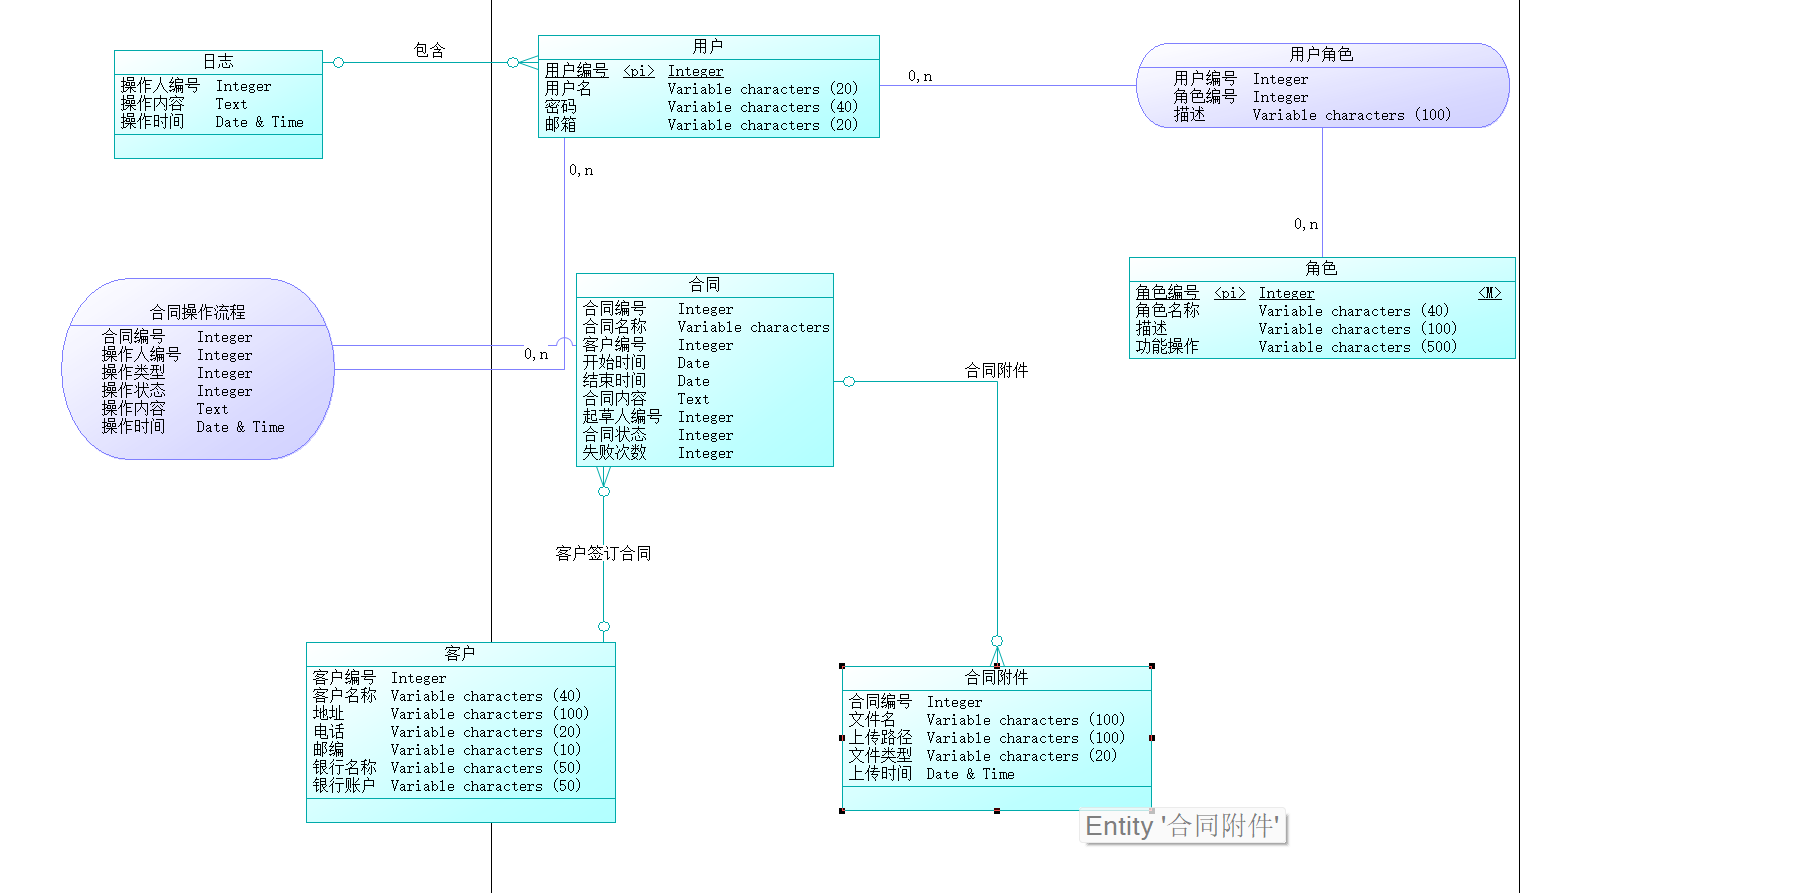 日志
操作人编号 Integer
操作内容 Text
操作时间 Date & Time
包含
用户
用户编号 <pi> Integer
用户名 Variable characters (20)
密码 Variable characters (40)
邮箱 Variable characters (20)
0,n
用户角色
用户编号 Integer
角色编号 Integer
描述 Variable characters (100)
0,n
0,n
角色
角色编号 <pi> Integer <M>
角色名称 Variable characters (40)
描述 Variable characters (100)
功能操作 Variable characters (500)
合同操作流程
合同编号 Integer
操作人编号 Integer
操作类型 Integer
操作状态 Integer
操作内容 Text
操作时间 Date & Time
0,n
合同
合同编号 Integer
合同名称 Variable characters
客户编号 Integer
开始时间 Date
结束时间 Date
合同内容 Text
起草人编号 Integer
合同状态 Integer
失败次数 Integer
合同附件
客户签订合同
客户
客户编号 Integer
客户名称 Variable characters (40)
地址 Variable characters (100)
电话 Variable characters (20)
邮编 Variable characters (10)
银行名称 Variable characters (50)
银行账户 Variable characters (50)
合同附件
合同编号 Integer
文件名 Variable characters (100)
上传路径 Variable characters (100)
文件类型 Variable characters (20)
上传时间 Date & Time
Entity '合同附件'